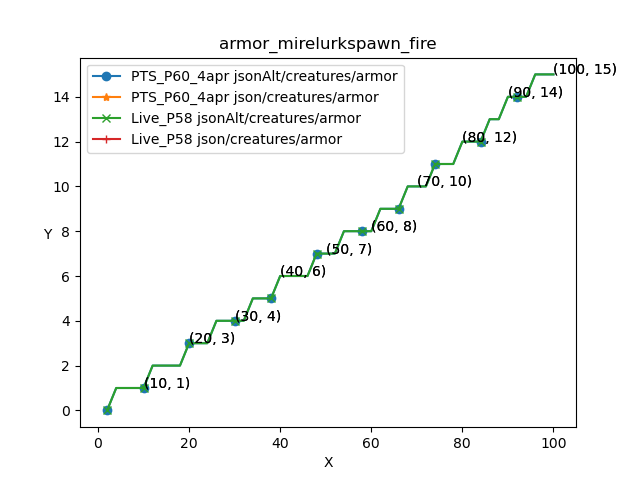 armor_mirelurkspawn_fire
PTS_P60_4apr jsonAlt/creatures/armor
PTS_P60_4apr json/creatures/armor
Live_P58 jsonAlt/creatures/armor
Live_P58 json/creatures/armor
(100, 15)
(90, 14)
(80, 12)
(70, 10)
(60, 8)
(50, 7)
(40, 6)
(30, 4)
(20, 3)
(10, 1)
Y
14
12
10
8
6
4
2
0
0 20 40 60 80 100
X